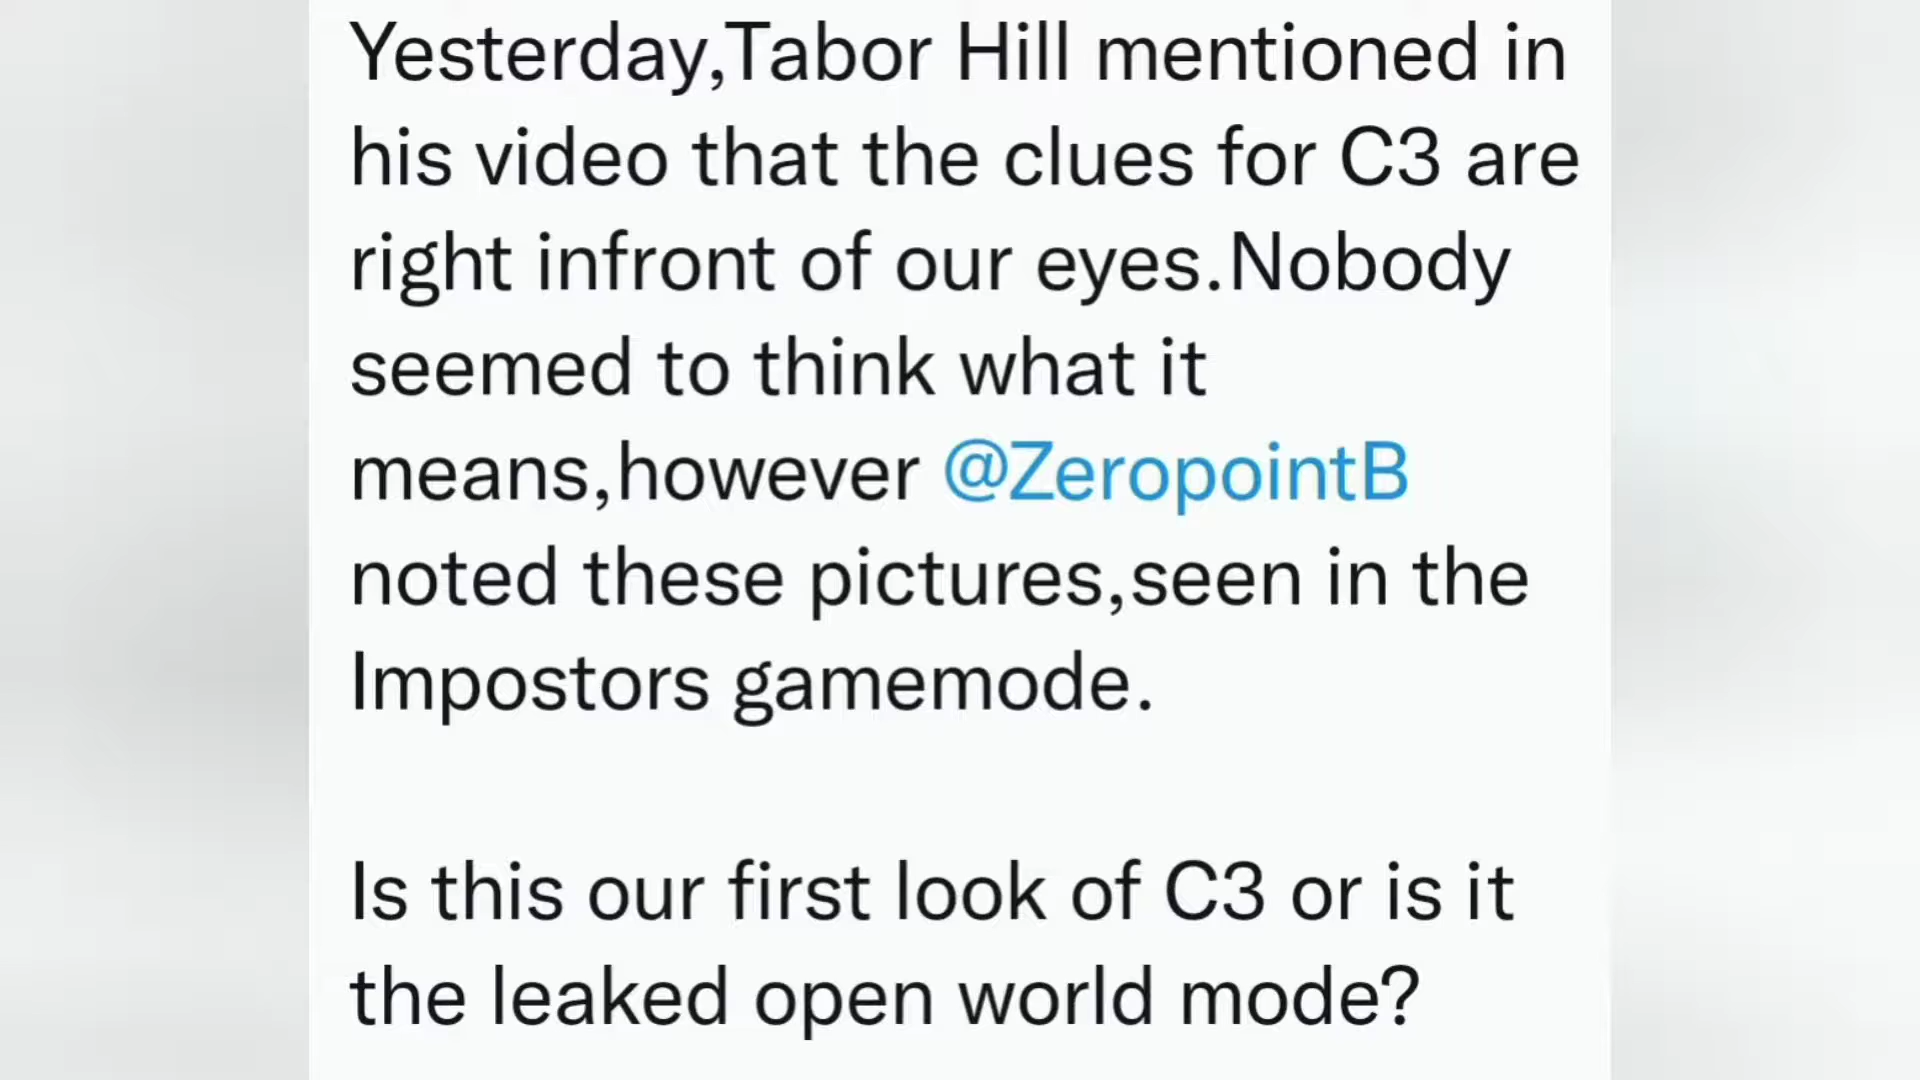 Yesterday,Tabor Hill mentioned in
his video that the clues for C3 are
right infront of our eyes.Nobody
seemed to think what it
means,however @ZeropointB
noted these pictures,seen in the
Impostors gamemode.
Is this our first look of C3 or is it
the leaked open world mode?